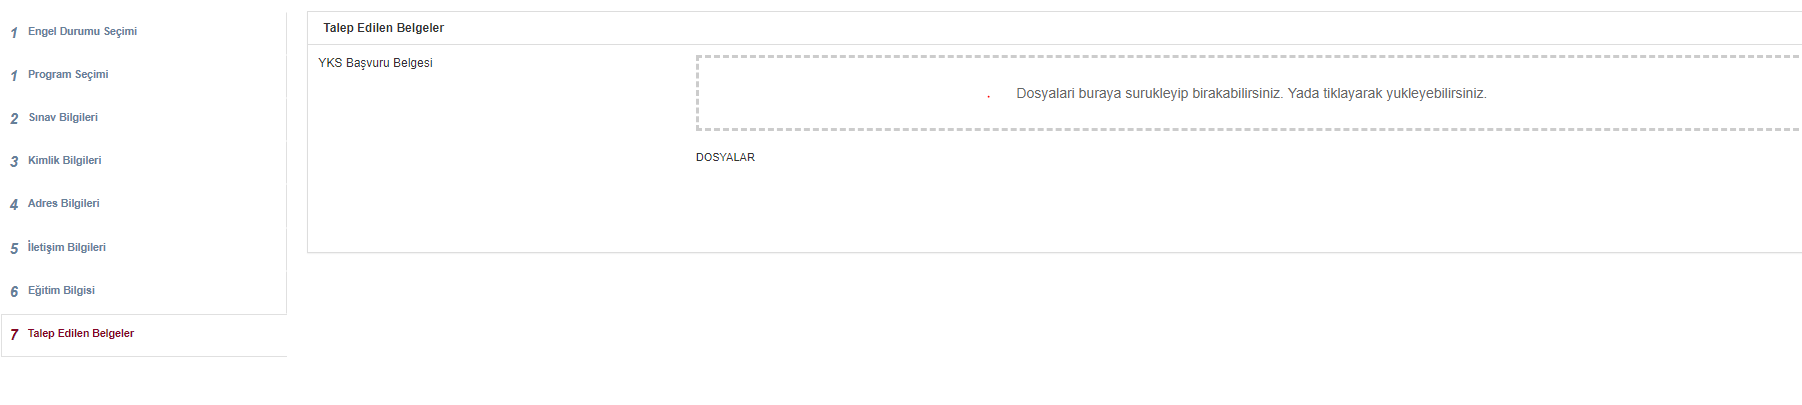 1 Engel Durumu Seçimi
1 Program Seçimi
2 Sınav Bilgileri
3 Kimlik Bilgileri
4 Adres Bilgileri
5 İletişim Bilgileri
6 Eğitim Bilgisi
7 Talep Edilen Belgeler
Talep Edilen Belgeler
YKS Başvuru Belgesi
Dosyalari buraya surukleyip birakabilirsiniz. Yada tiklayarak yukleyebilirsiniz.
DOSYALAR